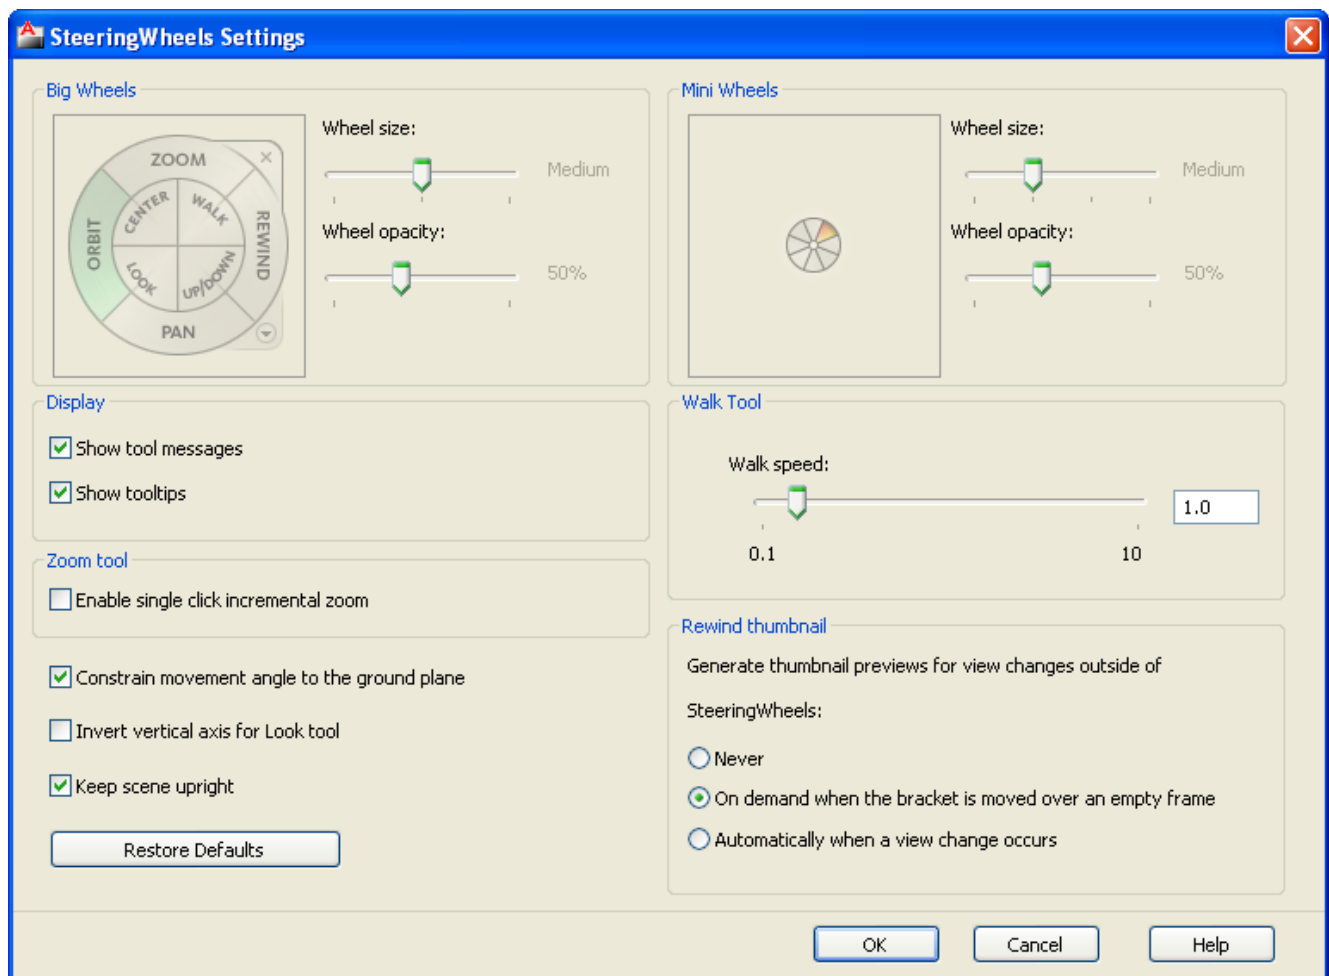 SteeringWheels Settings
Big Wheels
ZOOM
CENTER
WALK
ORBIT
REWIND
LOOK
UP/DOWN
PAN
Wheel size:
Medium
Wheel opacity:
50%
Mini Wheels
Wheel size:
Medium
Wheel opacity:
50%
Display
Show tool messages
Show tooltips
Walk Tool
Walk speed:
1.0
0.1
10
Zoom tool
Enable single click incremental zoom
Constrain movement angle to the ground plane
Invert vertical axis for Look tool
Keep scene upright
Restore Defaults
Rewind thumbnail
Generate thumbnail previews for view changes outside of
SteeringWheels:
Never
On demand when the bracket is moved over an empty frame
Automatically when a view change occurs
OK
Cancel
Help